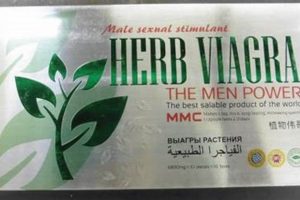 Male sexual stimulant
HERB VIAGRA
THE MEN POWER
The best salable product of the world
MMC
植物伟哥
ВЫАГРЫ РАСТЕНИЯ
الفياجرا الطبيعية